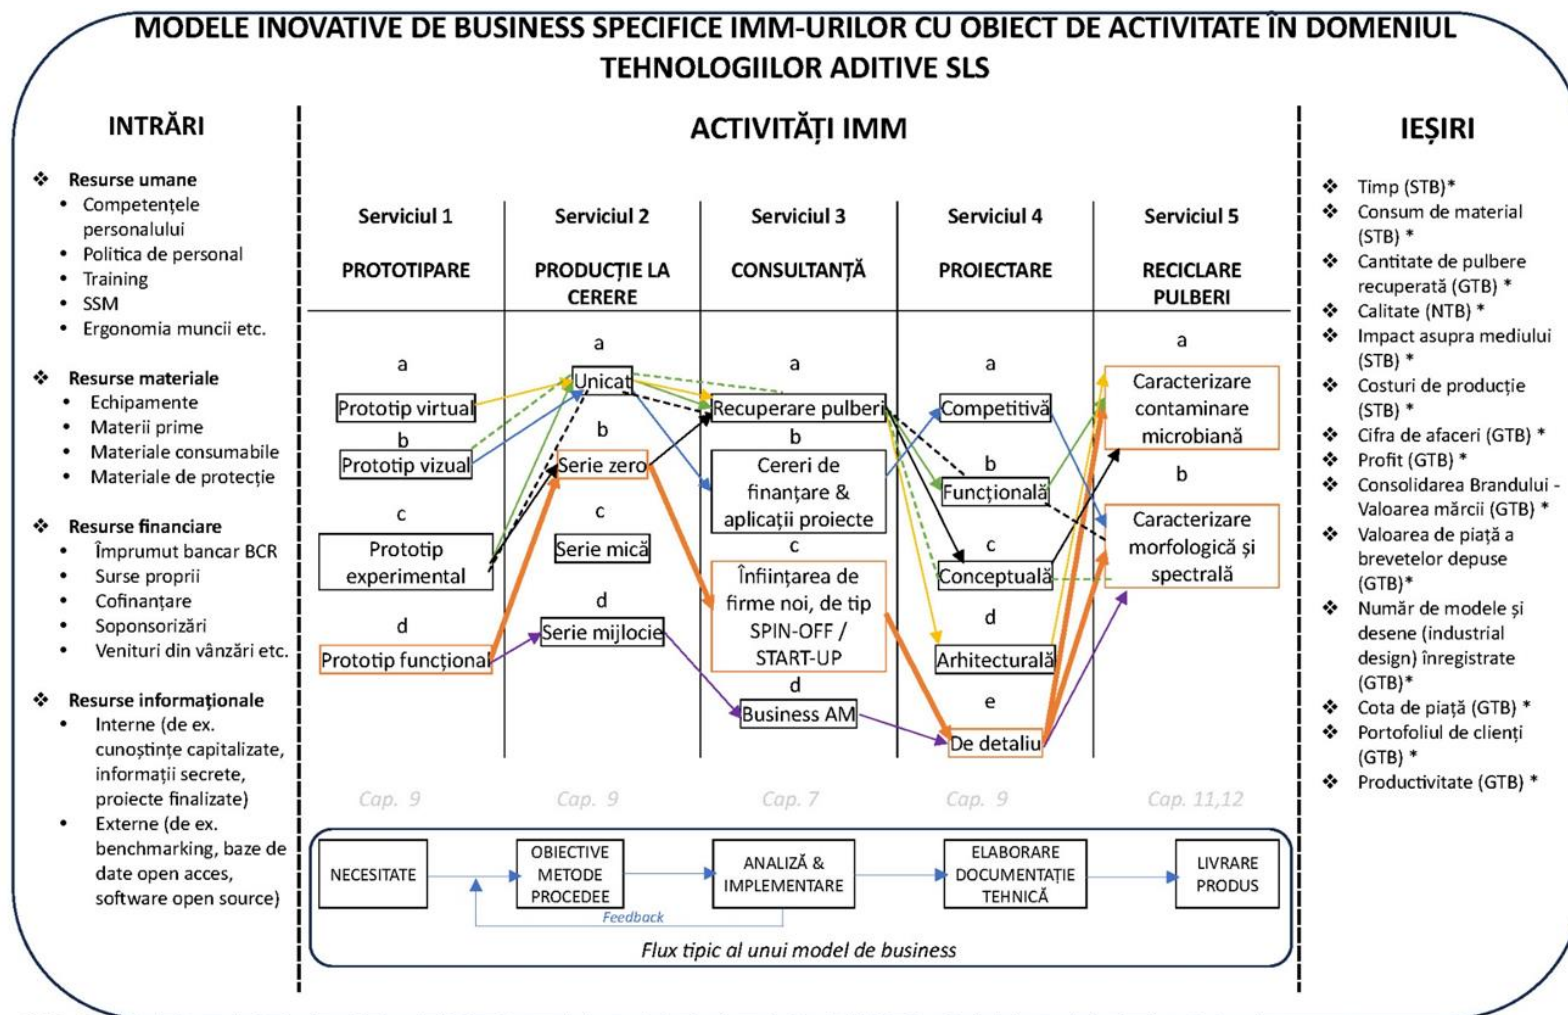 MODELE INOVATIVE DE BUSINESS SPECIFICE IMM-URILOR CU OBIECT DE ACTIVITATE ÎN DOMENIUL
TEHNOLOGIILOR ADITIVE SLS
INTRĂRI
❖ Resurse umane
• Competențele
personalului
• Politica de personal
• Training
• SSM
• Ergonomia muncii etc.
❖ Resurse materiale
• Echipamente
• Materii prime
• Materiale consumabile
• Materiale de protecție
❖ Resurse financiare
• Împrumut bancar BCR
• Surse proprii
• Cofinanțare
• Soponsorizări
• Venituri din vânzări etc.
❖ Resurse informaționale
• Interne (de ex.
cunoștințe capitalizate,
informații secrete,
proiecte finalizate)
• Externe (de ex.
benchmarking, baze de
date open acces,
software open source)
ACTIVITĂȚI IMM
Serviciul 1
PROTOTIPARE
a
Prototip virtual
b
Prototip vizual
c
Prototip
experimental
d
Prototip funcțional
Cap. 9
Serviciul 2
PRODUCȚIE LA
CERERE
a
Unicat
b
Serie zero
c
Serie mică
d
Serie mijlocie
Cap. 9
Serviciul 3
CONSULTANȚĂ
a
Recuperare pulberi
b
Cereri de
finanțare &
aplicații proiecte
c
Înființarea de
firme noi, de tip
SPIN-OFF /
START-UP
d
Business AM
Cap. 7
Serviciul 4
PROIECTARE
a
Competitivă
b
Funcțională
c
Conceptuală
d
Arhitecturală
e
De detaliu
Cap. 9
Serviciul 5
RECICLARE
PULBERI
a
Caracterizare
contaminare
microbiană
b
Caracterizare
morfologică și
spectrală
Cap. 11,12
NECESITATE
OBIECTIVE
METODE
PROCEDEE
ANALIZĂ &
IMPLEMENTARE
ELABORARE
DOCUMENTAȚIE
TEHNICĂ
LIVRARE
PRODUS
Feedback
Flux tipic al unui model de business
IEȘIRI
❖ Timp (STB)*
❖ Consum de material
(STB) *
❖ Cantitate de pulbere
recuperată (GTB) *
❖ Calitate (NTB) *
❖ Impact asupra mediului
(STB) *
❖ Costuri de producție
(STB) *
❖ Cifra de afaceri (GTB) *
❖ Profit (GTB) *
❖ Consolidarea Brandului -
Valoarea mărcii (GTB) *
❖ Valoarea de piață a
brevetelor depuse
(GTB)*
❖ Număr de modele și
desene (industrial
design) înregistrate
(GTB)*
❖ Cota de piață (GTB) *
❖ Portofoliul de clienți
(GTB) *
❖ Productivitate (GTB) *